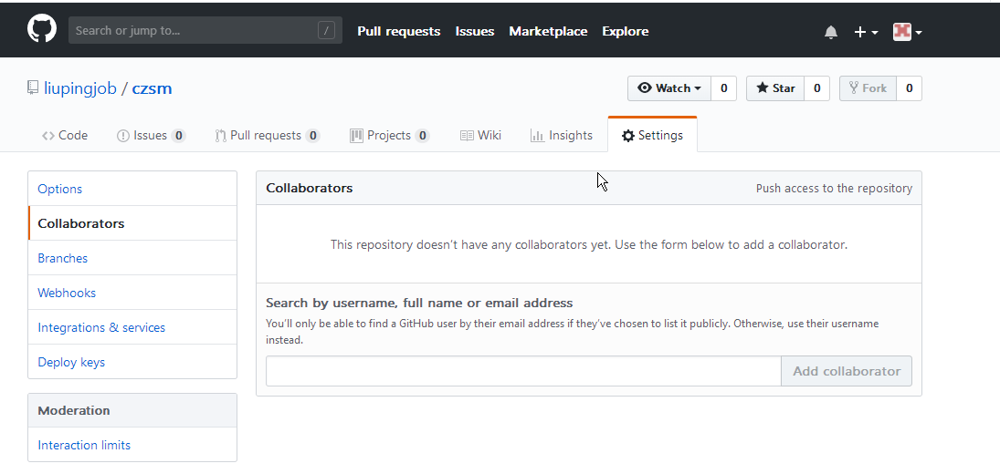 Search or jump to... /
Pull requests Issues Marketplace Explore
liupingjob / czsm
Watch 0 Star 0 Fork 0
Code Issues 0 Pull requests 0 Projects 0 Wiki Insights Settings
Options
Collaborators
Branches
Webhooks
Integrations & services
Deploy keys
Moderation
Interaction limits
Collaborators Push access to the repository
This repository doesn't have any collaborators yet. Use the form below to add a collaborator.
Search by username, full name or email address
You'll only be able to find a GitHub user by their email address if they've chosen to list it publicly. Otherwise, use their username
instead.
Add collaborator